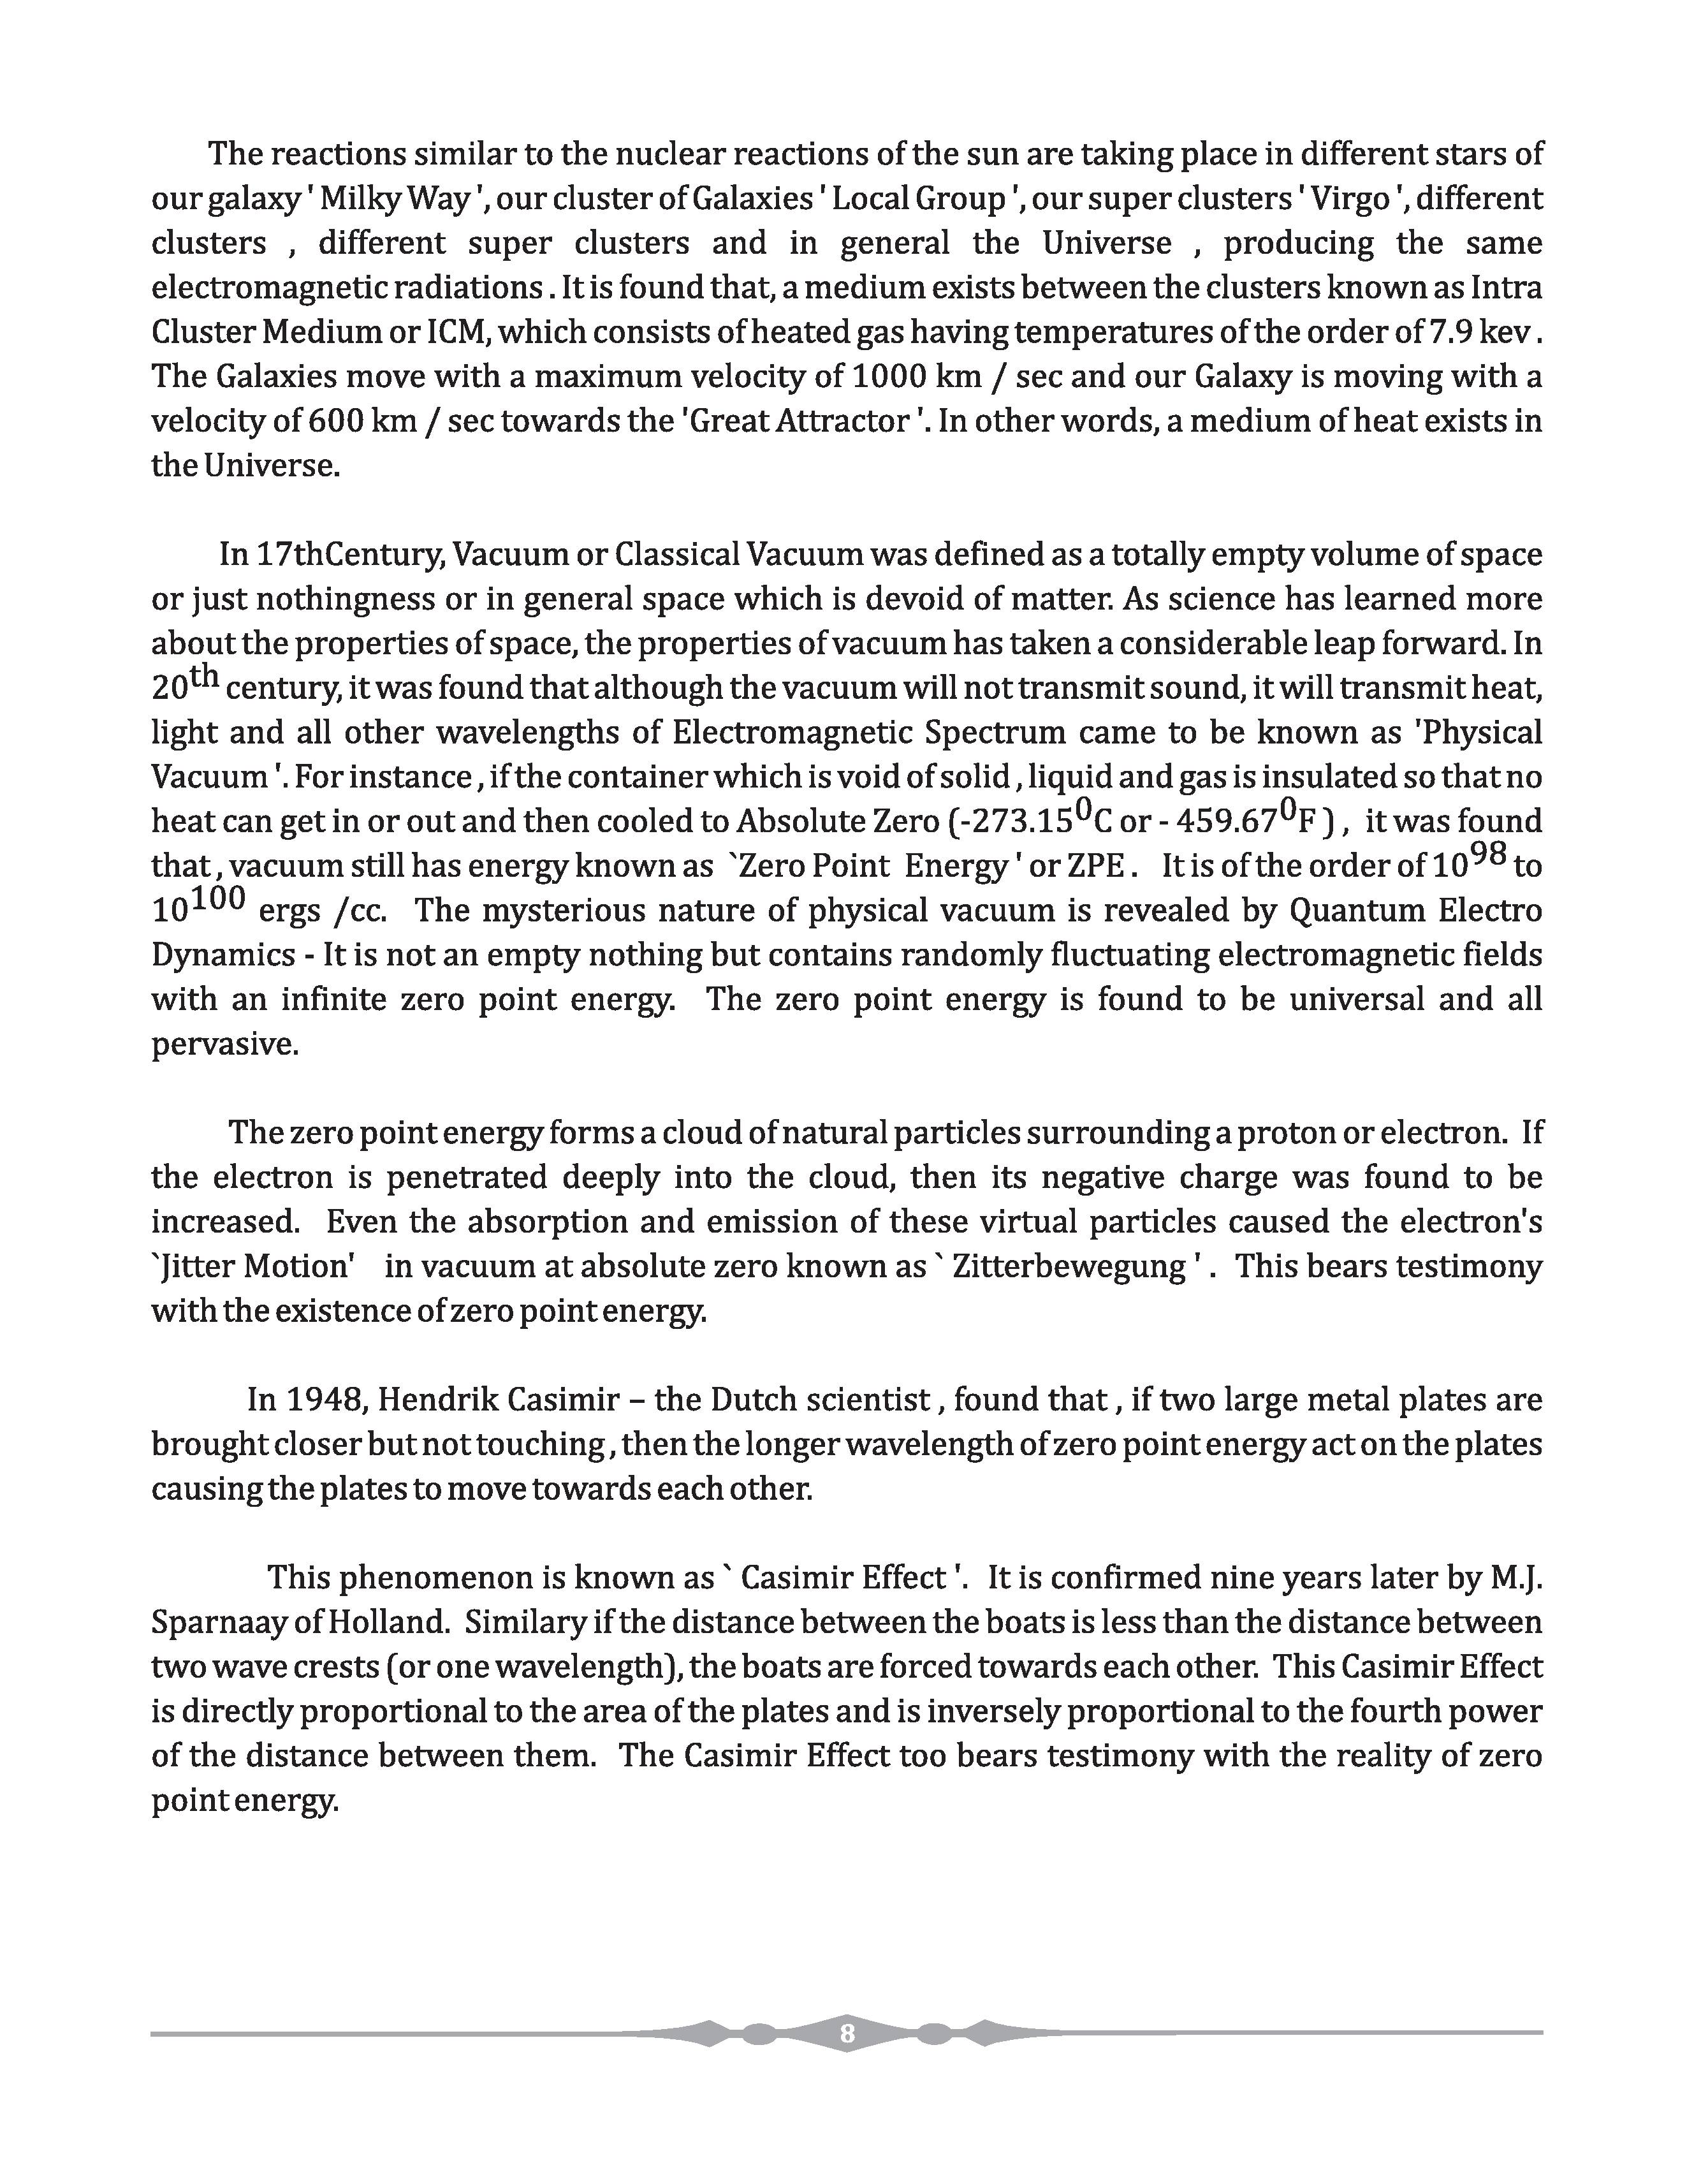 The reactions similar to the nuclear reactions of the sun are taking place in different stars of
our galaxy ' Milky Way ', our cluster of Galaxies ' Local Group ', our super clusters ' Virgo ', different
clusters , different super clusters and in general the Universe , producing the same
electromagnetic radiations . It is found that, a medium exists between the clusters known as Intra
Cluster Medium or ICM, which consists of heated gas having temperatures of the order of 7.9 kev .
The Galaxies move with a maximum velocity of 1000 km / sec and our Galaxy is moving with a
velocity of 600 km / sec towards the 'Great Attractor '. In other words, a medium of heat exists in
the Universe.
In 17thCentury, Vacuum or Classical Vacuum was defined as a totally empty volume of space
or just nothingness or in general space which is devoid of matter. As science has learned more
about the properties of space, the properties of vacuum has taken a considerable leap forward. In
20th century, it was found that although the vacuum will not transmit sound, it will transmit heat,
light and all other wavelengths of Electromagnetic Spectrum came to be known as 'Physical
Vacuum '. For instance , if the container which is void of solid , liquid and gas is insulated so that no
heat can get in or out and then cooled to Absolute Zero (-273.15⁰C or - 459.67⁰F ) , it was found
that , vacuum still has energy known as `Zero Point Energy ' or ZPE . It is of the order of 10⁹⁸ to
10¹⁰⁰ ergs /cc. The mysterious nature of physical vacuum is revealed by Quantum Electro
Dynamics - It is not an empty nothing but contains randomly fluctuating electromagnetic fields
with an infinite zero point energy. The zero point energy is found to be universal and all
pervasive.
The zero point energy forms a cloud of natural particles surrounding a proton or electron. If
the electron is penetrated deeply into the cloud, then its negative charge was found to be
increased. Even the absorption and emission of these virtual particles caused the electron's
`Jitter Motion' in vacuum at absolute zero known as ` Zitterbewegung ' . This bears testimony
with the existence of zero point energy.
In 1948, Hendrik Casimir – the Dutch scientist , found that , if two large metal plates are
brought closer but not touching , then the longer wavelength of zero point energy act on the plates
causing the plates to move towards each other.
This phenomenon is known as ` Casimir Effect '. It is confirmed nine years later by M.J.
Sparnaay of Holland. Similary if the distance between the boats is less than the distance between
two wave crests (or one wavelength), the boats are forced towards each other. This Casimir Effect
is directly proportional to the area of the plates and is inversely proportional to the fourth power
of the distance between them. The Casimir Effect too bears testimony with the reality of zero
point energy.
8